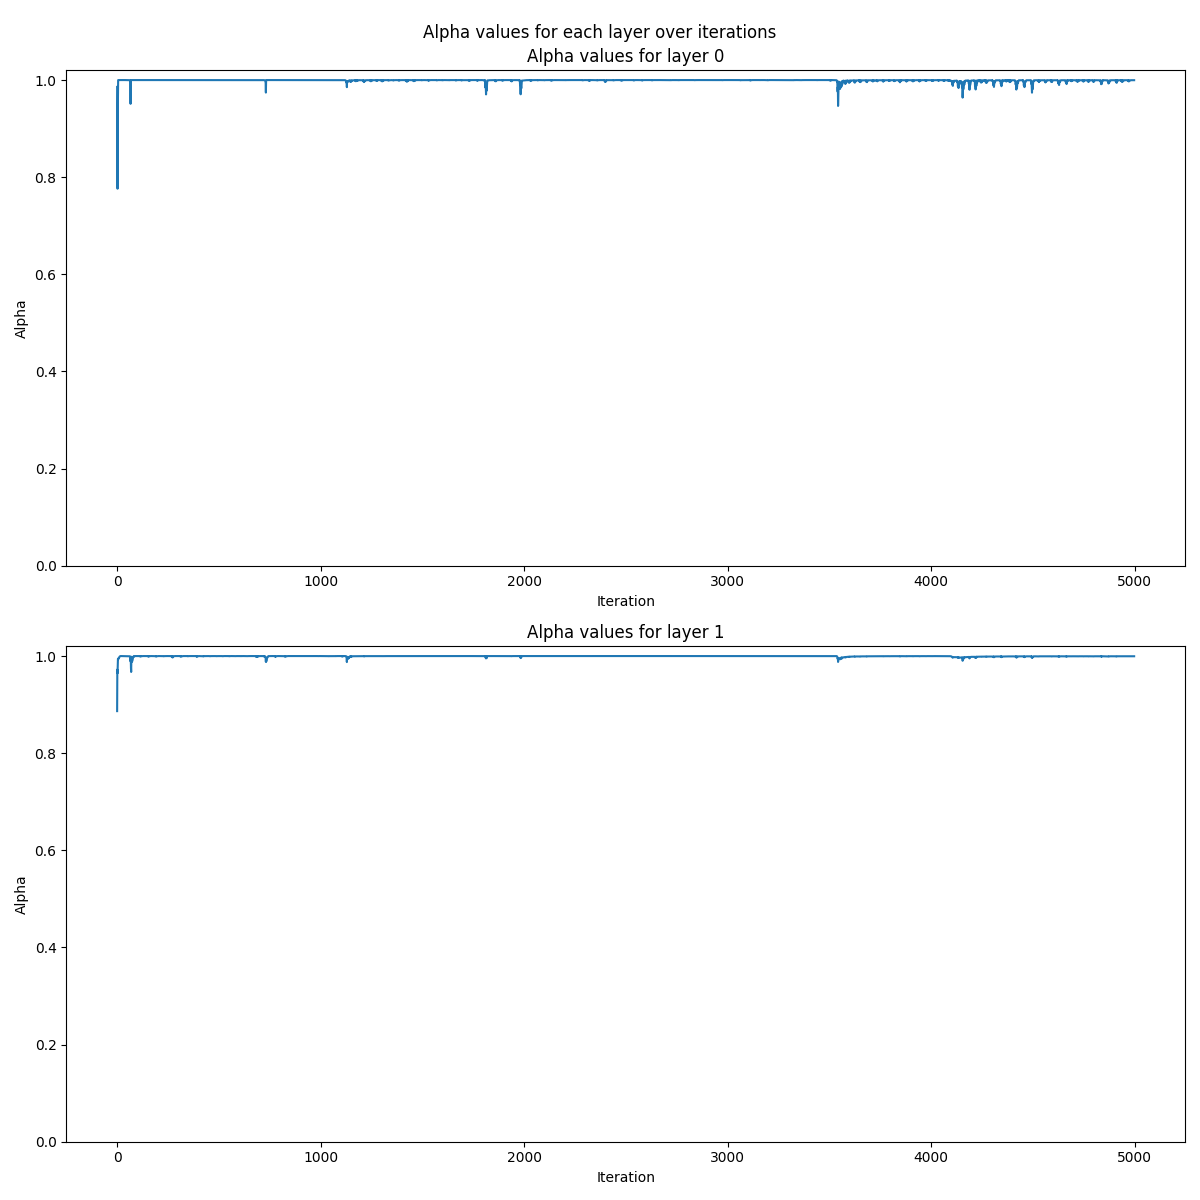 Alpha values for each layer over iterations
Alpha values for layer 0
1.0
0.8
0.6
0.4
0.2
0.0
Alpha
0 1000 2000 3000 4000 5000
Iteration
Alpha values for layer 1
1.0
0.8
0.6
0.4
0.2
0.0
Alpha
0 1000 2000 3000 4000 5000
Iteration